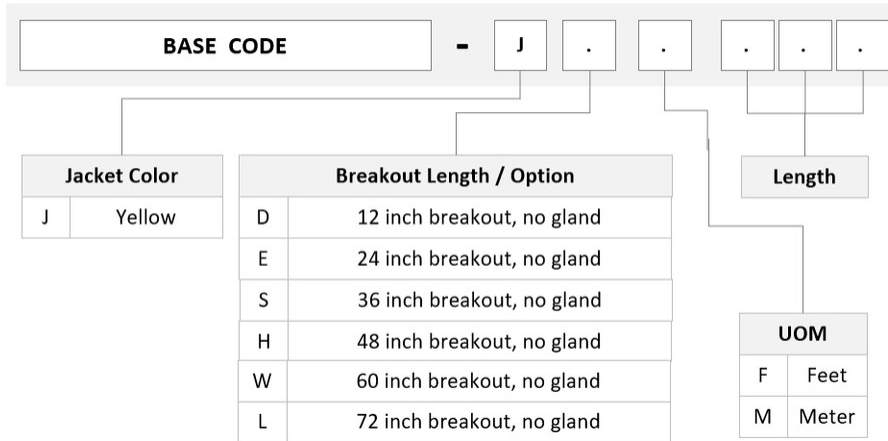 BASE CODE - J . . . . .
Jacket Color
J Yellow
Breakout Length / Option
D 12 inch breakout, no gland
E 24 inch breakout, no gland
S 36 inch breakout, no gland
H 48 inch breakout, no gland
W 60 inch breakout, no gland
L 72 inch breakout, no gland
Length
UOM
F Feet
M Meter